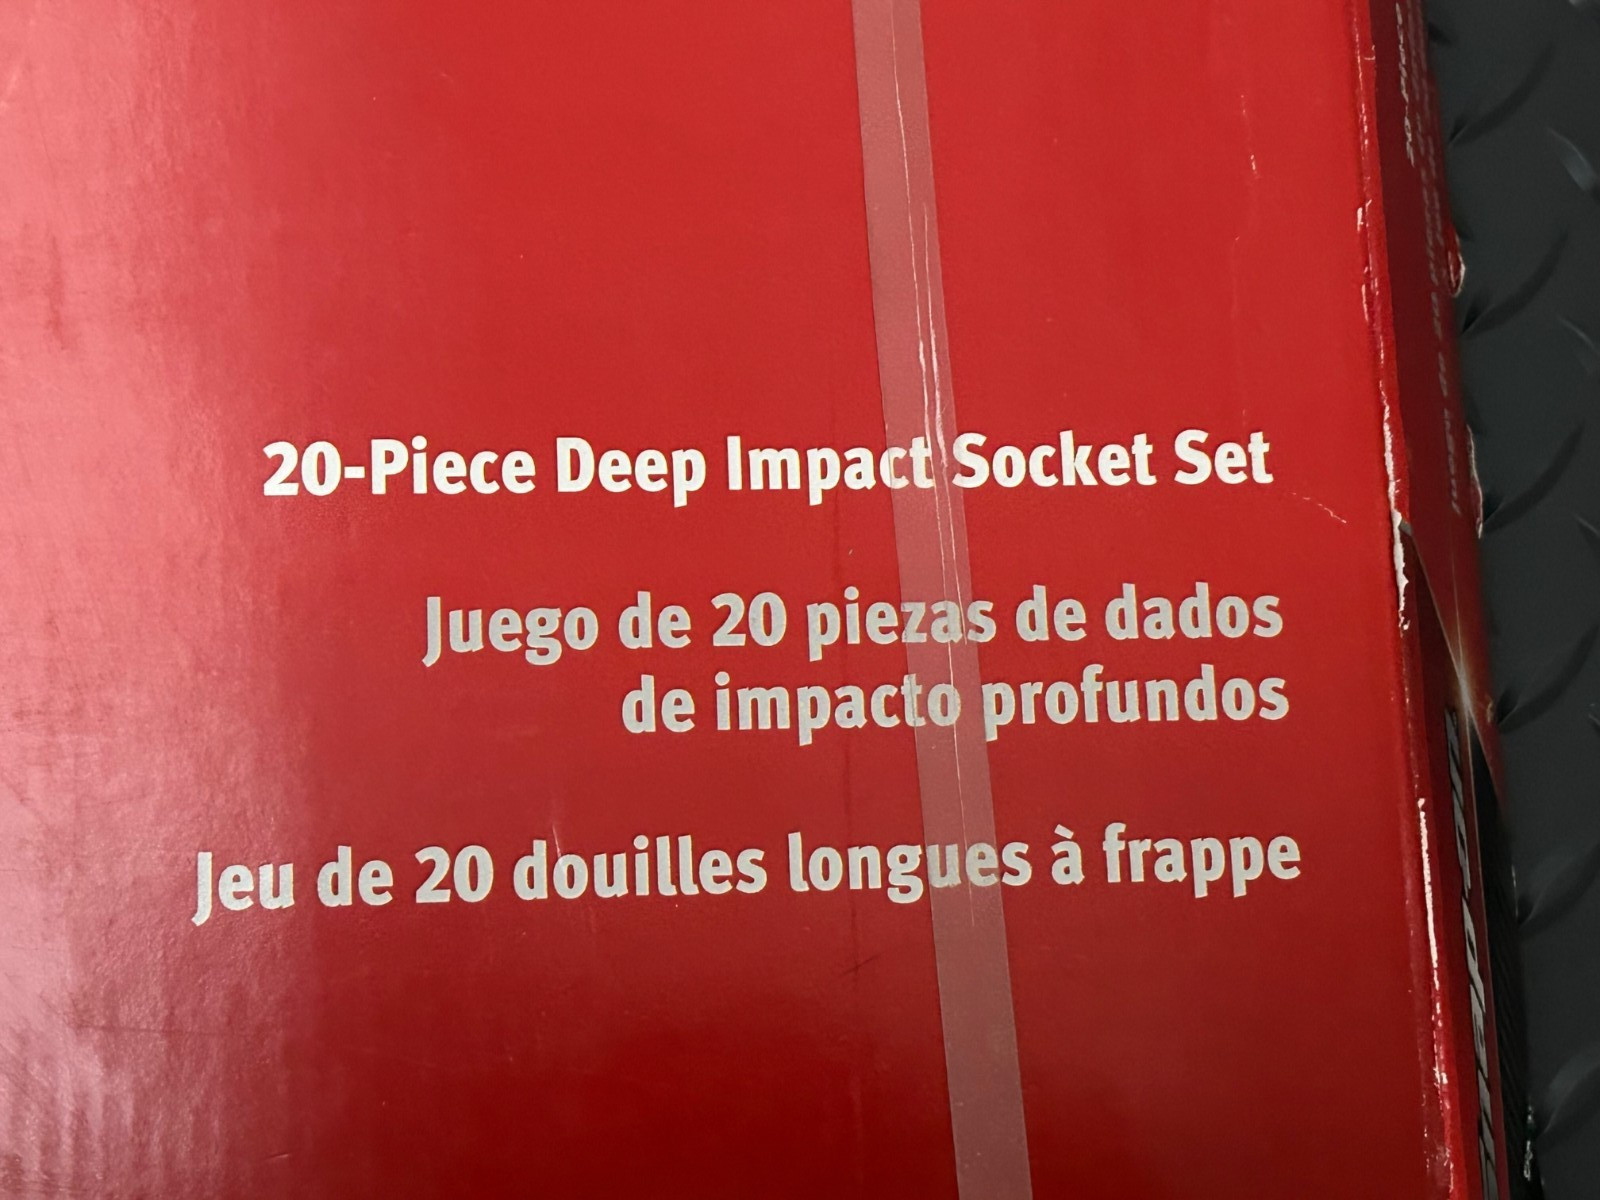 20-Piece Deep Impact Socket Set
Juego de 20 piezas de dados
de impacto profundos
Jeu de 20 douilles longues à frappe